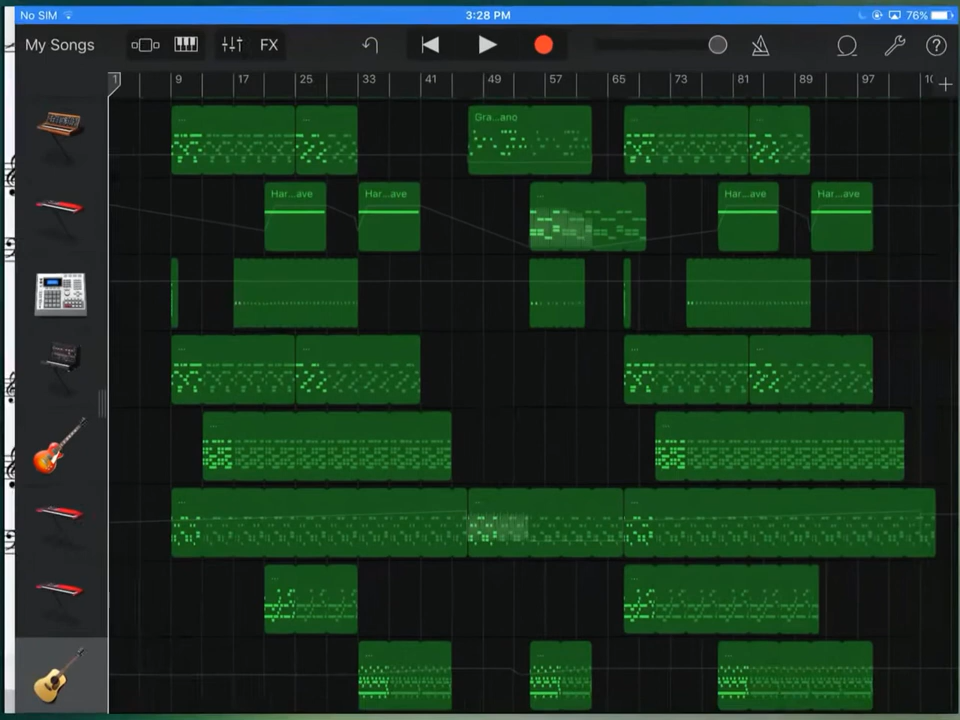 No SIM 3:28 PM 76%
My Songs FX ?
1 9 17 25 33 41 49 57 65 73 81 89 97 10
Gra...ano
Har...ave Har...ave Har...ave Har...ave